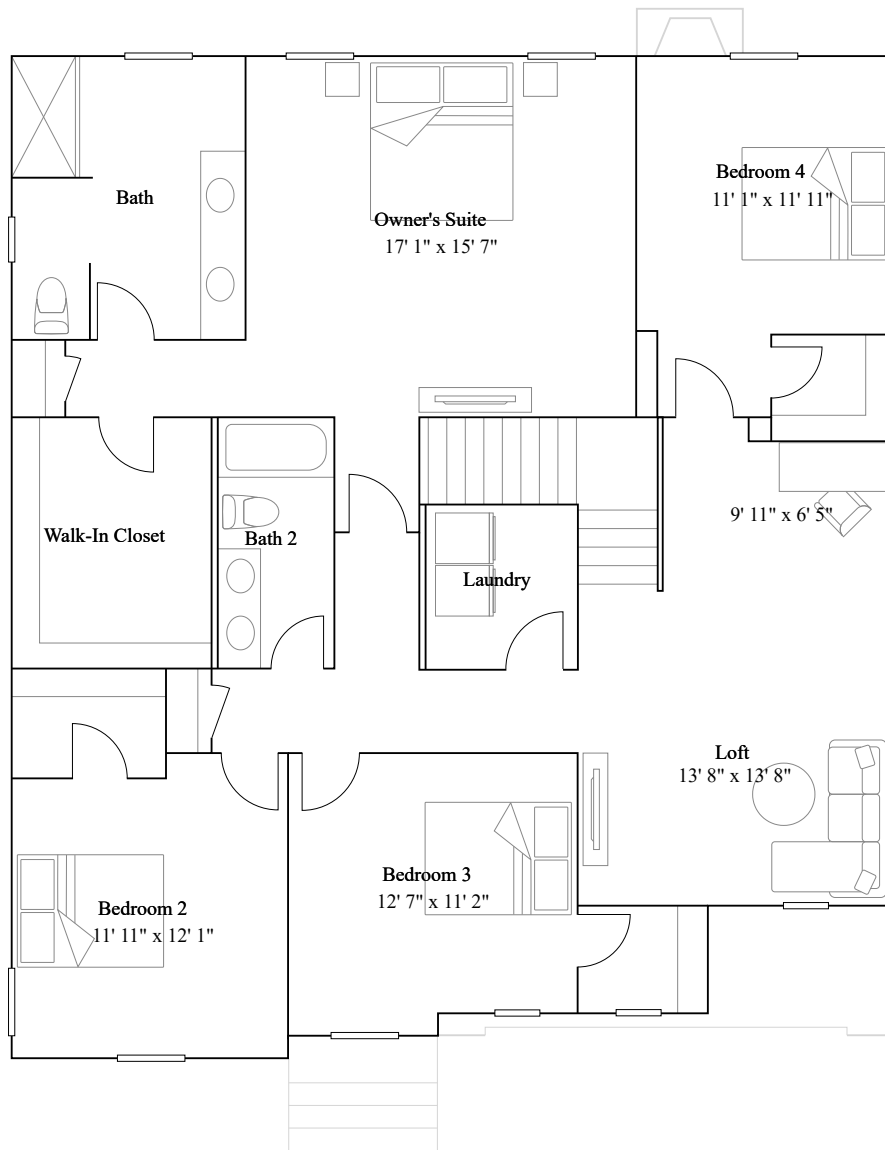 Bedroom 4
11' 1" x 11' 11"
Bath
Owner's Suite
17' 1" x 15' 7"
9' 11" x 6' 5"
Walk-In Closet
Bath 2
Laundry
Loft
13' 8" x 13' 8"
Bedroom 3
12' 7" x 11' 2"
Bedroom 2
11' 11" x 12' 1"